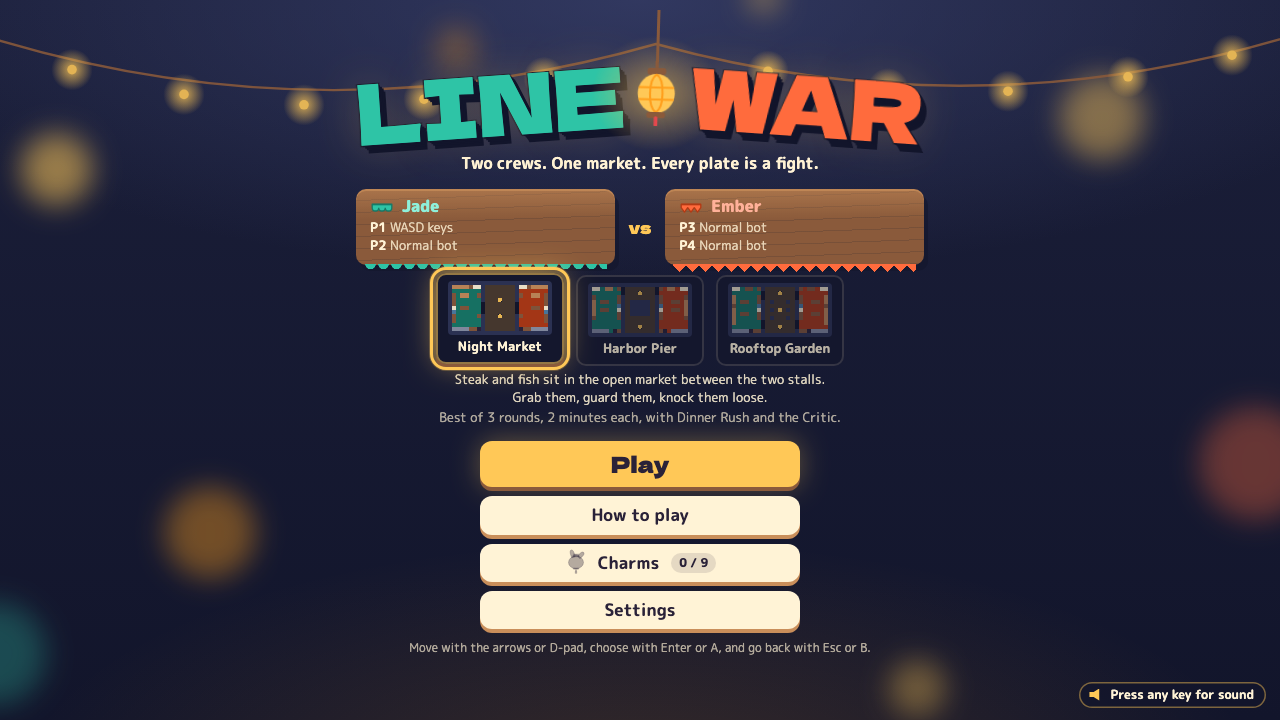 LINE WAR
Two crews. One market. Every plate is a fight.
Jade
P1 WASD keys
P2 Normal bot
vs
Ember
P3 Normal bot
P4 Normal bot
Night Market
Harbor Pier
Rooftop Garden
Steak and fish sit in the open market between the two stalls.
Grab them, guard them, knock them loose.
Best of 3 rounds, 2 minutes each, with Dinner Rush and the Critic.
Play
How to play
Charms 0 / 9
Settings
Move with the arrows or D-pad, choose with Enter or A, and go back with Esc or B.
Press any key for sound